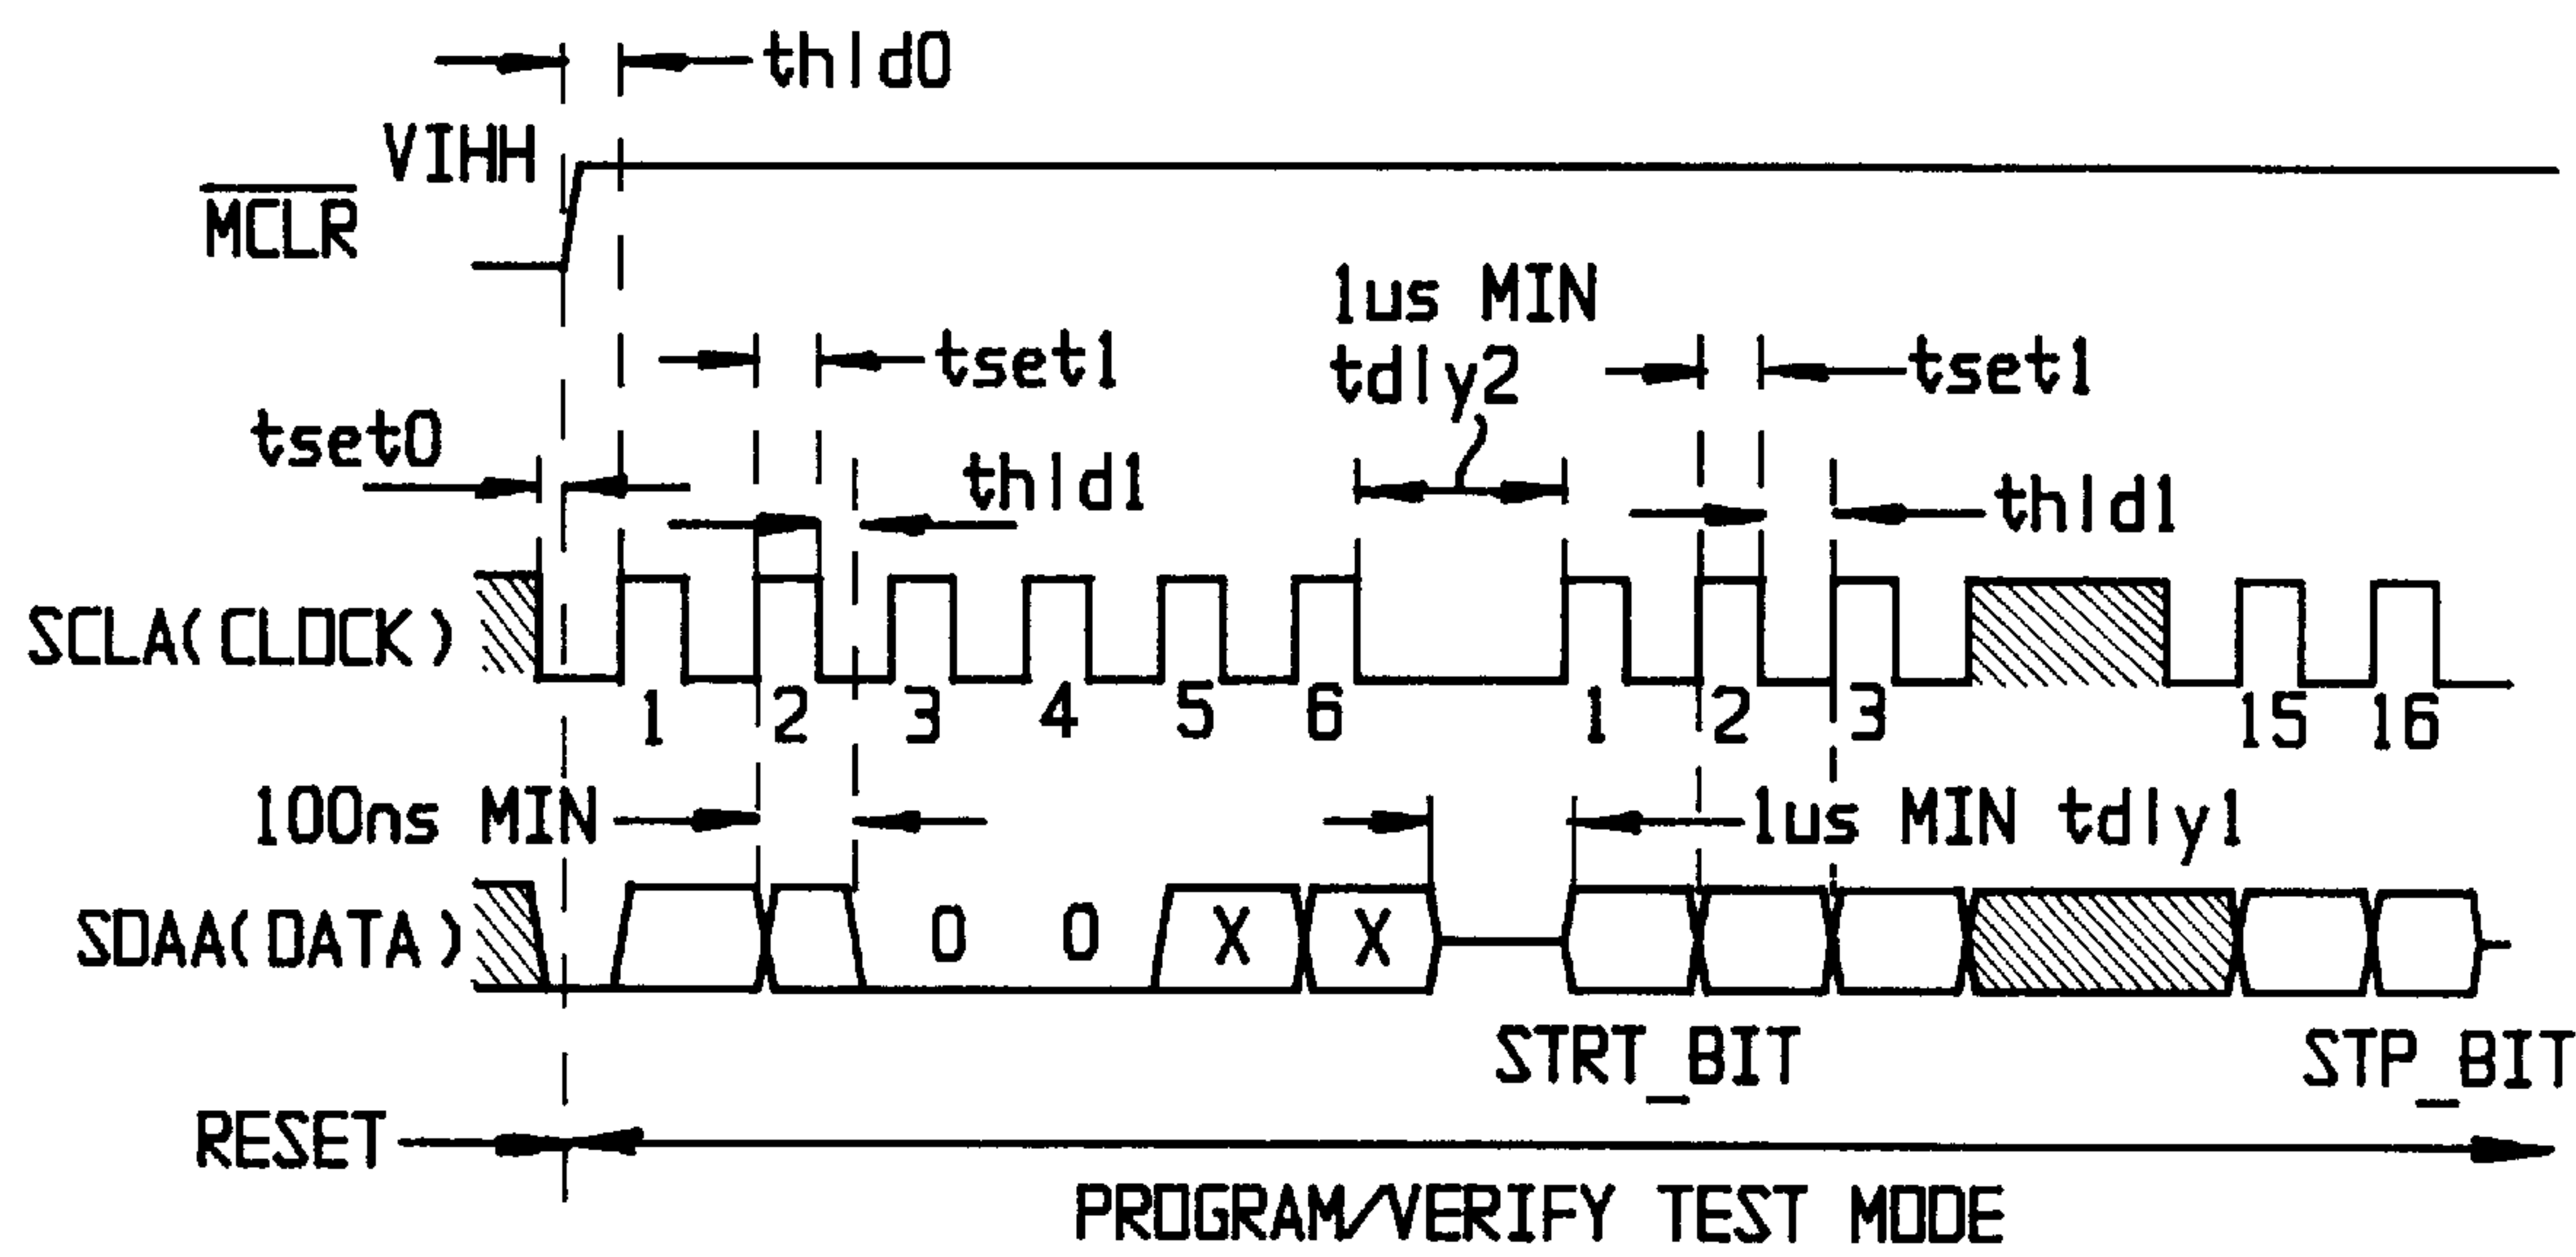 thld0
VIHH
MCLR
1us MIN
tdly2
tset1
tset1
tset0
thld1
thld1
SCLA(CLOCK)
1 2 3 4 5 6 1 2 3 15 16
100ns MIN
1us MIN tdly1
SDAA(DATA)
0 0 X X
STRT_BIT
STP_BIT
RESET
PROGRAM/VERIFY TEST MODE